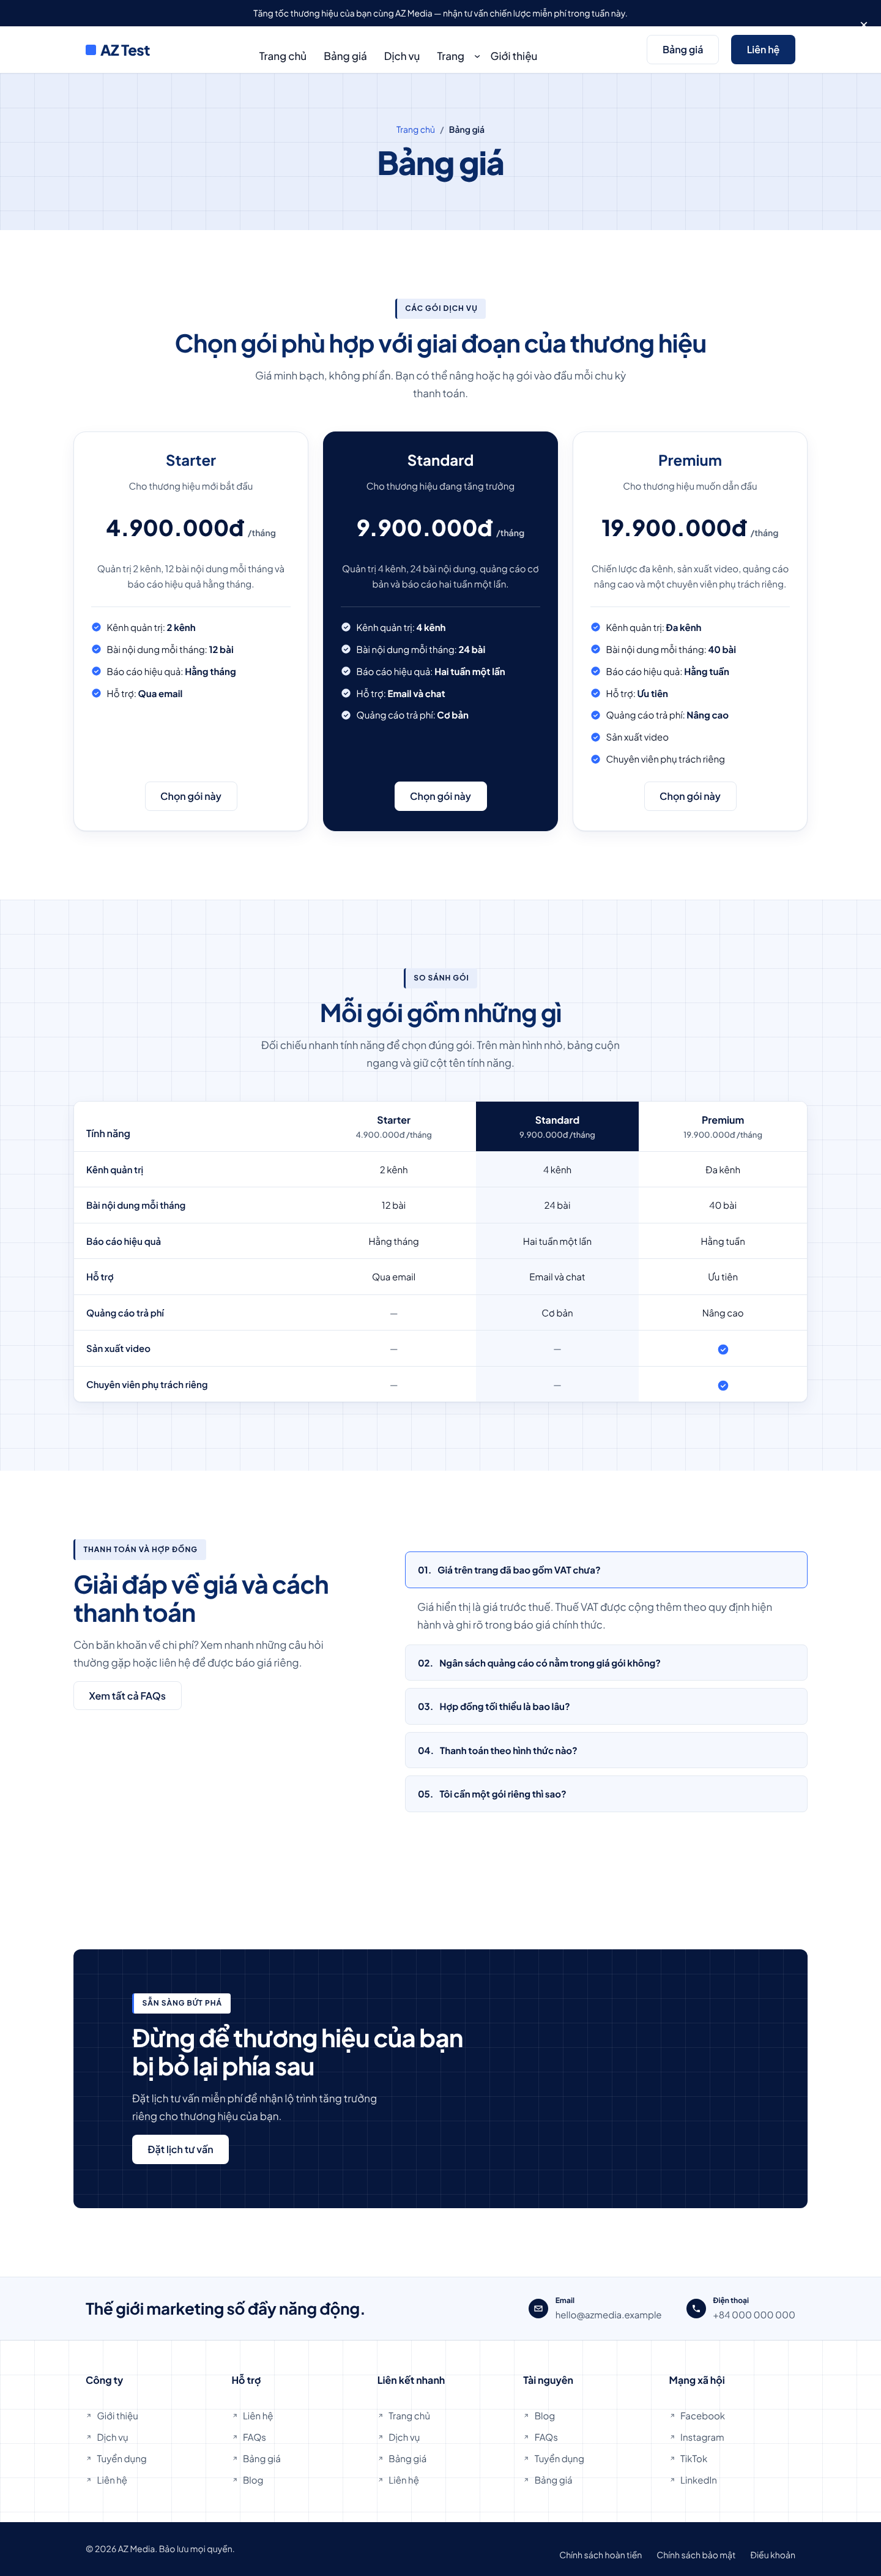 Tăng tốc thương hiệu của bạn cùng AZ Media — nhận tư vấn chiến lược miễn phí trong tuần này.
×
AZ Test
Trang chủ Bảng giá Dịch vụ Trang Giới thiệu
Bảng giá Liên hệ
Trang chủ / Bảng giá
Bảng giá
CÁC GÓI DỊCH VỤ
Chọn gói phù hợp với giai đoạn của thương hiệu
Giá minh bạch, không phí ẩn. Bạn có thể nâng hoặc hạ gói vào đầu mỗi chu kỳ
thanh toán.
Starter
Cho thương hiệu mới bắt đầu
4.900.000đ /tháng
Quản trị 2 kênh, 12 bài nội dung mỗi tháng và
báo cáo hiệu quả hằng tháng.
Kênh quản trị: 2 kênh
Bài nội dung mỗi tháng: 12 bài
Báo cáo hiệu quả: Hằng tháng
Hỗ trợ: Qua email
Chọn gói này
Standard
Cho thương hiệu đang tăng trưởng
9.900.000đ /tháng
Quản trị 4 kênh, 24 bài nội dung, quảng cáo cơ
bản và báo cáo hai tuần một lần.
Kênh quản trị: 4 kênh
Bài nội dung mỗi tháng: 24 bài
Báo cáo hiệu quả: Hai tuần một lần
Hỗ trợ: Email và chat
Quảng cáo trả phí: Cơ bản
Chọn gói này
Premium
Cho thương hiệu muốn dẫn đầu
19.900.000đ /tháng
Chiến lược đa kênh, sản xuất video, quảng cáo
nâng cao và một chuyên viên phụ trách riêng.
Kênh quản trị: Đa kênh
Bài nội dung mỗi tháng: 40 bài
Báo cáo hiệu quả: Hằng tuần
Hỗ trợ: Ưu tiên
Quảng cáo trả phí: Nâng cao
Sản xuất video
Chuyên viên phụ trách riêng
Chọn gói này
SO SÁNH GÓI
Mỗi gói gồm những gì
Đối chiếu nhanh tính năng để chọn đúng gói. Trên màn hình nhỏ, bảng cuộn
ngang và giữ cột tên tính năng.
Tính năng Starter 4.900.000đ /tháng Standard 9.900.000đ /tháng Premium 19.900.000đ /tháng
Kênh quản trị 2 kênh 4 kênh Đa kênh
Bài nội dung mỗi tháng 12 bài 24 bài 40 bài
Báo cáo hiệu quả Hằng tháng Hai tuần một lần Hằng tuần
Hỗ trợ Qua email Email và chat Ưu tiên
Quảng cáo trả phí — Cơ bản Nâng cao
Sản xuất video — —
Chuyên viên phụ trách riêng — —
THANH TOÁN VÀ HỢP ĐỒNG
Giải đáp về giá và cách
thanh toán
Còn băn khoăn về chi phí? Xem nhanh những câu hỏi
thường gặp hoặc liên hệ để được báo giá riêng.
Xem tất cả FAQs
01. Giá trên trang đã bao gồm VAT chưa?
Giá hiển thị là giá trước thuế. Thuế VAT được cộng thêm theo quy định hiện
hành và ghi rõ trong báo giá chính thức.
02. Ngân sách quảng cáo có nằm trong giá gói không?
03. Hợp đồng tối thiểu là bao lâu?
04. Thanh toán theo hình thức nào?
05. Tôi cần một gói riêng thì sao?
SẴN SÀNG BỨT PHÁ
Đừng để thương hiệu của bạn
bị bỏ lại phía sau
Đặt lịch tư vấn miễn phí để nhận lộ trình tăng trưởng
riêng cho thương hiệu của bạn.
Đặt lịch tư vấn
Thế giới marketing số đầy năng động.
Email
hello@azmedia.example
Điện thoại
+84 000 000 000
Công ty
Giới thiệu
Dịch vụ
Tuyển dụng
Liên hệ
Hỗ trợ
Liên hệ
FAQs
Bảng giá
Blog
Liên kết nhanh
Trang chủ
Dịch vụ
Bảng giá
Liên hệ
Tài nguyên
Blog
FAQs
Tuyển dụng
Bảng giá
Mạng xã hội
Facebook
Instagram
TikTok
LinkedIn
© 2026 AZ Media. Bảo lưu mọi quyền.
Chính sách hoàn tiền Chính sách bảo mật Điều khoản